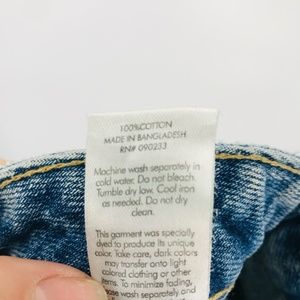 100%COTTON
MADE IN BANGLADESH
RN# 090233
Machine wash separately in
cold water. Do not bleach.
Tumble dry low. Cool iron
as needed. Do not dry
clean.
This garment was specially
dyed to produce its unique
color. Take care, dark colors
may transfer onto light
colored clothing or other
items. To minimize fading,
please wash separately and